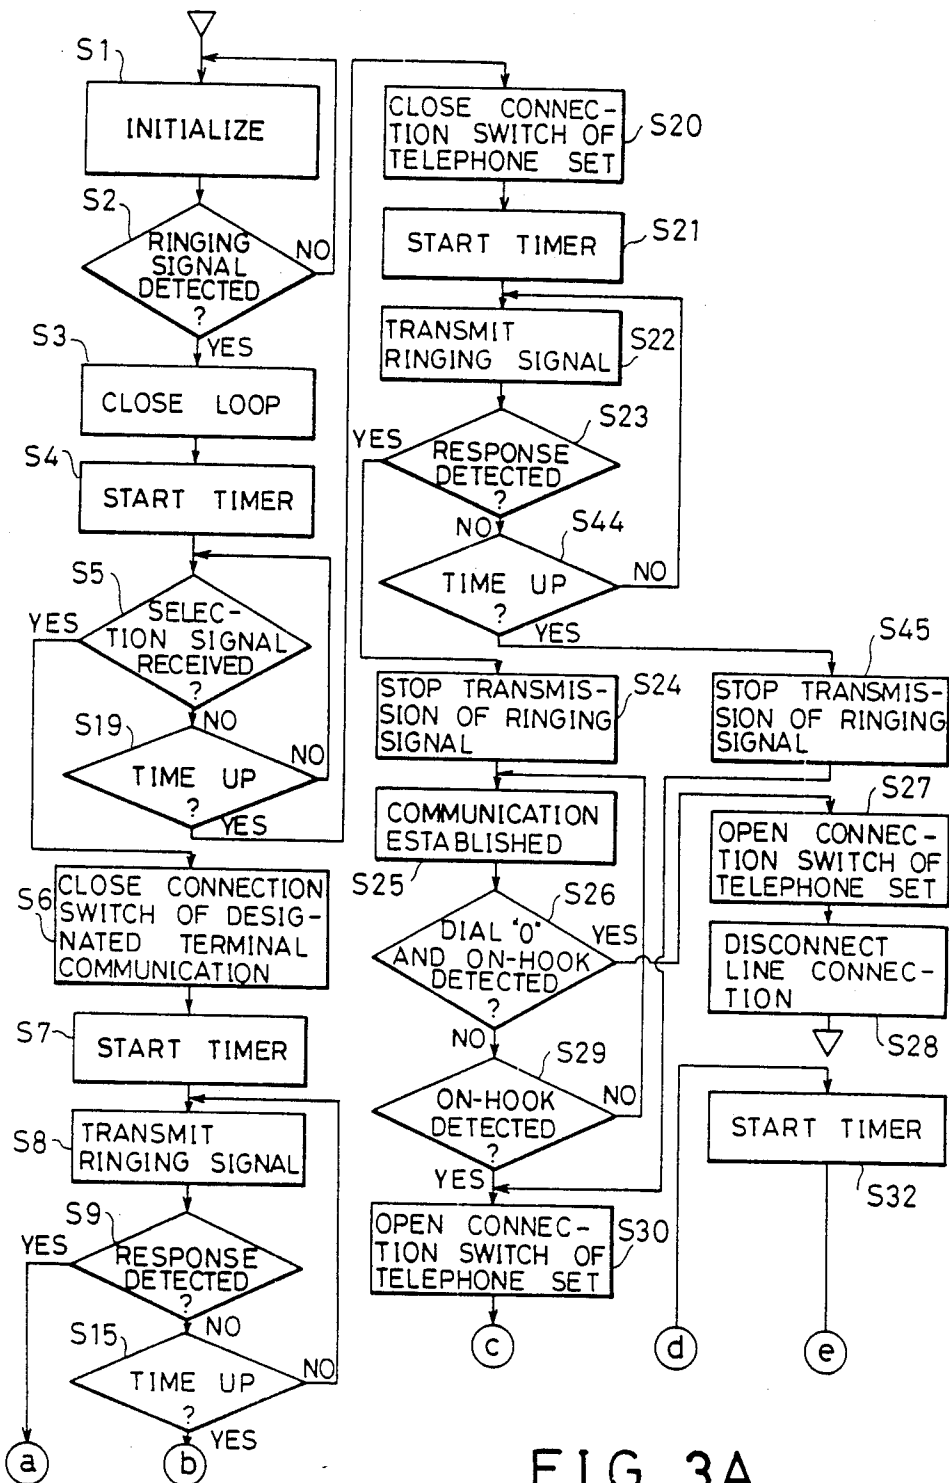 S1
INITIALIZE
S2
RINGING
SIGNAL
DETECTED
?
NO
YES
S3
CLOSE LOOP
S4
START TIMER
S5
SELEC-
TION SIGNAL
RECEIVED
?
YES
NO
S19
TIME UP
?
NO
YES
S6
CLOSE CONNECTION
SWITCH OF DESIG-
NATED TERMINAL
COMMUNICATION
S7
START TIMER
S8
TRANSMIT
RINGING SIGNAL
S9
RESPONSE
DETECTED
?
YES
NO
S15
TIME UP
?
NO
YES
a
b
CLOSE CONNEC-
TION SWITCH OF
TELEPHONE SET
S20
START TIMER
S21
TRANSMIT
RINGING SIGNAL
S22
S23
RESPONSE
DETECTED
?
YES
NO
S44
TIME UP
?
NO
YES
STOP TRANSMIS-
SION OF RINGING
SIGNAL
S24
COMMUNICATION
ESTABLISHED
S25
S26
DIAL "0"
AND ON-HOOK
DETECTED
?
YES
NO
S29
ON-HOOK
DETECTED
?
NO
YES
OPEN CONNEC-
TION SWITCH OF
TELEPHONE SET
S30
c
S45
STOP TRANSMIS-
SION OF RINGING
SIGNAL
S27
OPEN CONNEC-
TION SWITCH OF
TELEPHONE SET
DISCONNECT
LINE CONNEC-
TION
S28
START TIMER
S32
d
e
FIG. 3A